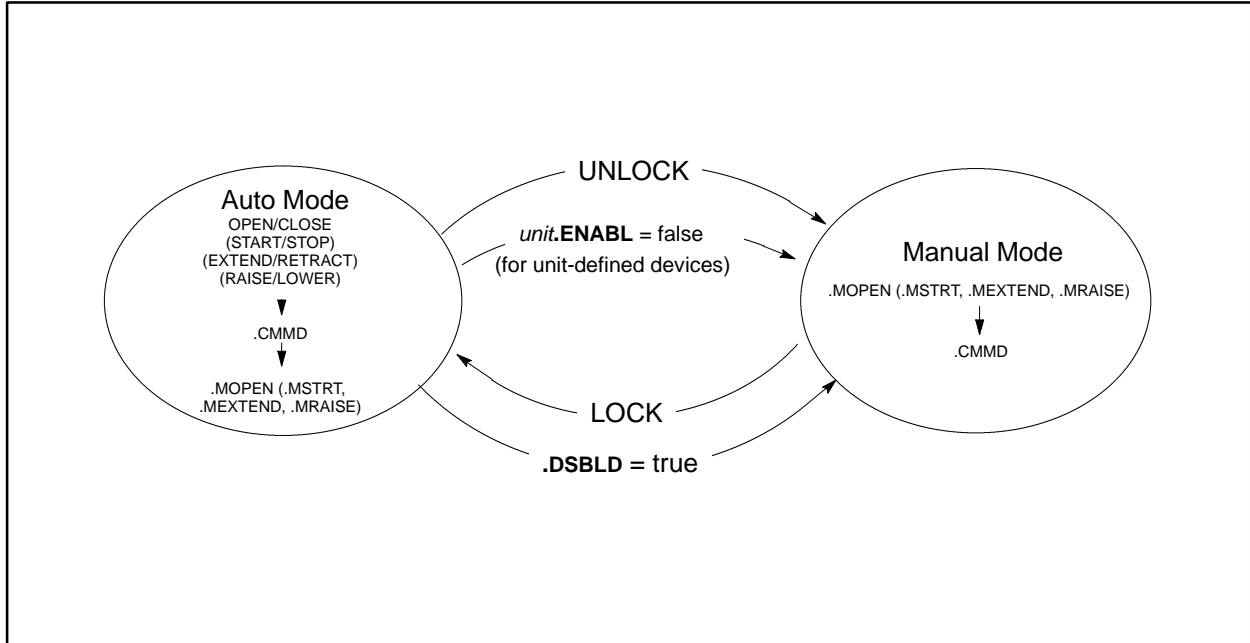 UNLOCK
Auto Mode
OPEN/CLOSE
(START/STOP)
(EXTEND/RETRACT)
(RAISE/LOWER)
.CMMD
.MOPEN (.MSTRT,
.MEXTEND, .MRAISE)
unit.ENABL = false
(for unit-defined devices)
Manual Mode
.MOPEN (.MSTRT, .MEXTEND, .MRAISE)
.CMMD
LOCK
.DSBLD = true